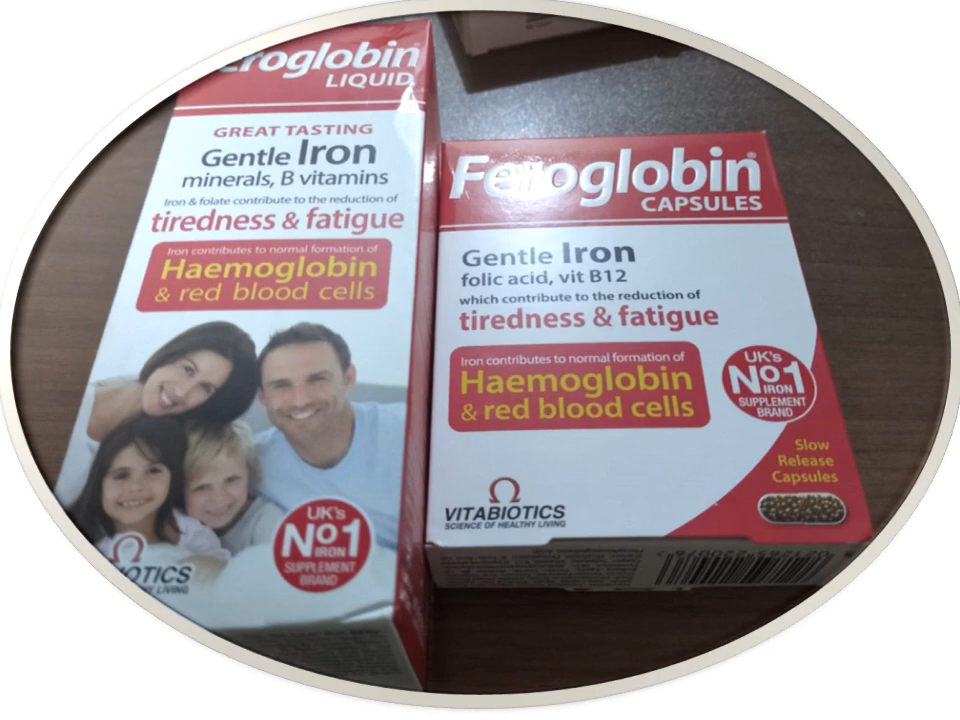 eroglobin
LIQUID
GREAT TASTING
Gentle Iron
minerals, B vitamins
Iron & folate contribute to the reduction of
tiredness & fatigue
Iron contributes to normal formation of
Haemoglobin
& red blood cells
UK's
No1
IRON
SUPPLEMENT
BRAND
OTICS
HY LIVING
Feroglobin
CAPSULES
Gentle Iron
folic acid, vit B12
which contribute to the reduction of
tiredness & fatigue
Iron contributes to normal formation of
Haemoglobin
& red blood cells
UK's
No1
IRON
SUPPLEMENT
BRAND
Slow
Release
Capsules
VITABIOTICS
SCIENCE OF HEALTHY LIVING